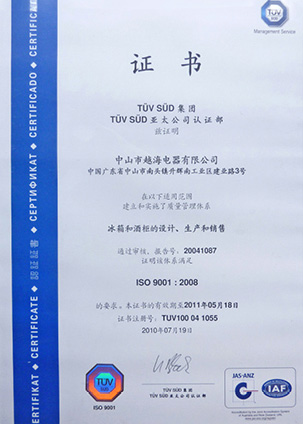 TÜV
SÜD
Management Service
证书
TÜV SÜD 集团
TÜV SÜD 亚太公司认证部
兹证明
中山市越海电器有限公司
中国广东省中山市南头镇升辉南工业区建业路3号
在以下适用范围
建立和实施了质量管理体系
冰箱和酒柜的设计、生产和销售
通过审核，报告号：20041087
证明该体系满足
ISO 9001 : 2008
的要求。本证书的有效期至2011年05月18日
证书注册号：TUV100 04 1055
2010年07月19日
TÜV
SÜD
ISO 9001
TÜV SÜD 集团
TÜV SÜD 亚太公司认证部
JAS-ANZ
IAF
ZERTIFIKAT ◆ CERTIFICATE ◆ 認証証書 ◆ СЕРТИФИКАТ ◆ CERTIFICADO ◆ CERTIFICAT